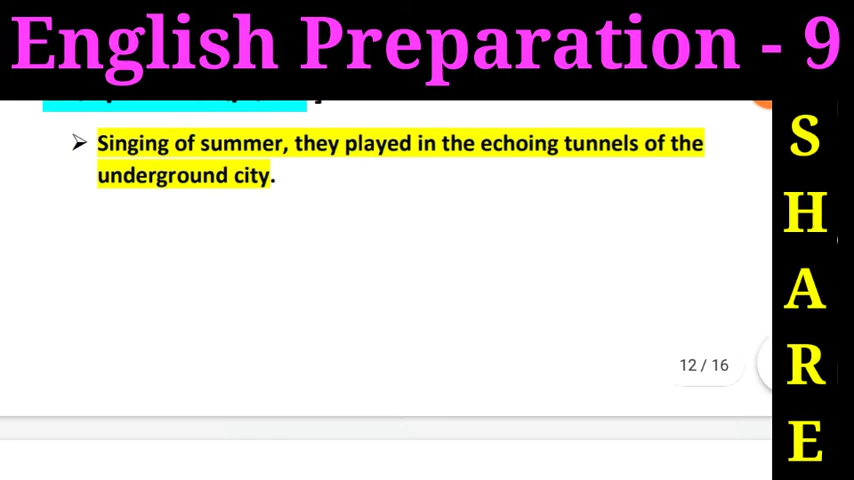 English Preparation - 9
➢ Singing of summer, they played in the echoing tunnels of the
underground city.
12 / 16
S
H
A
R
E